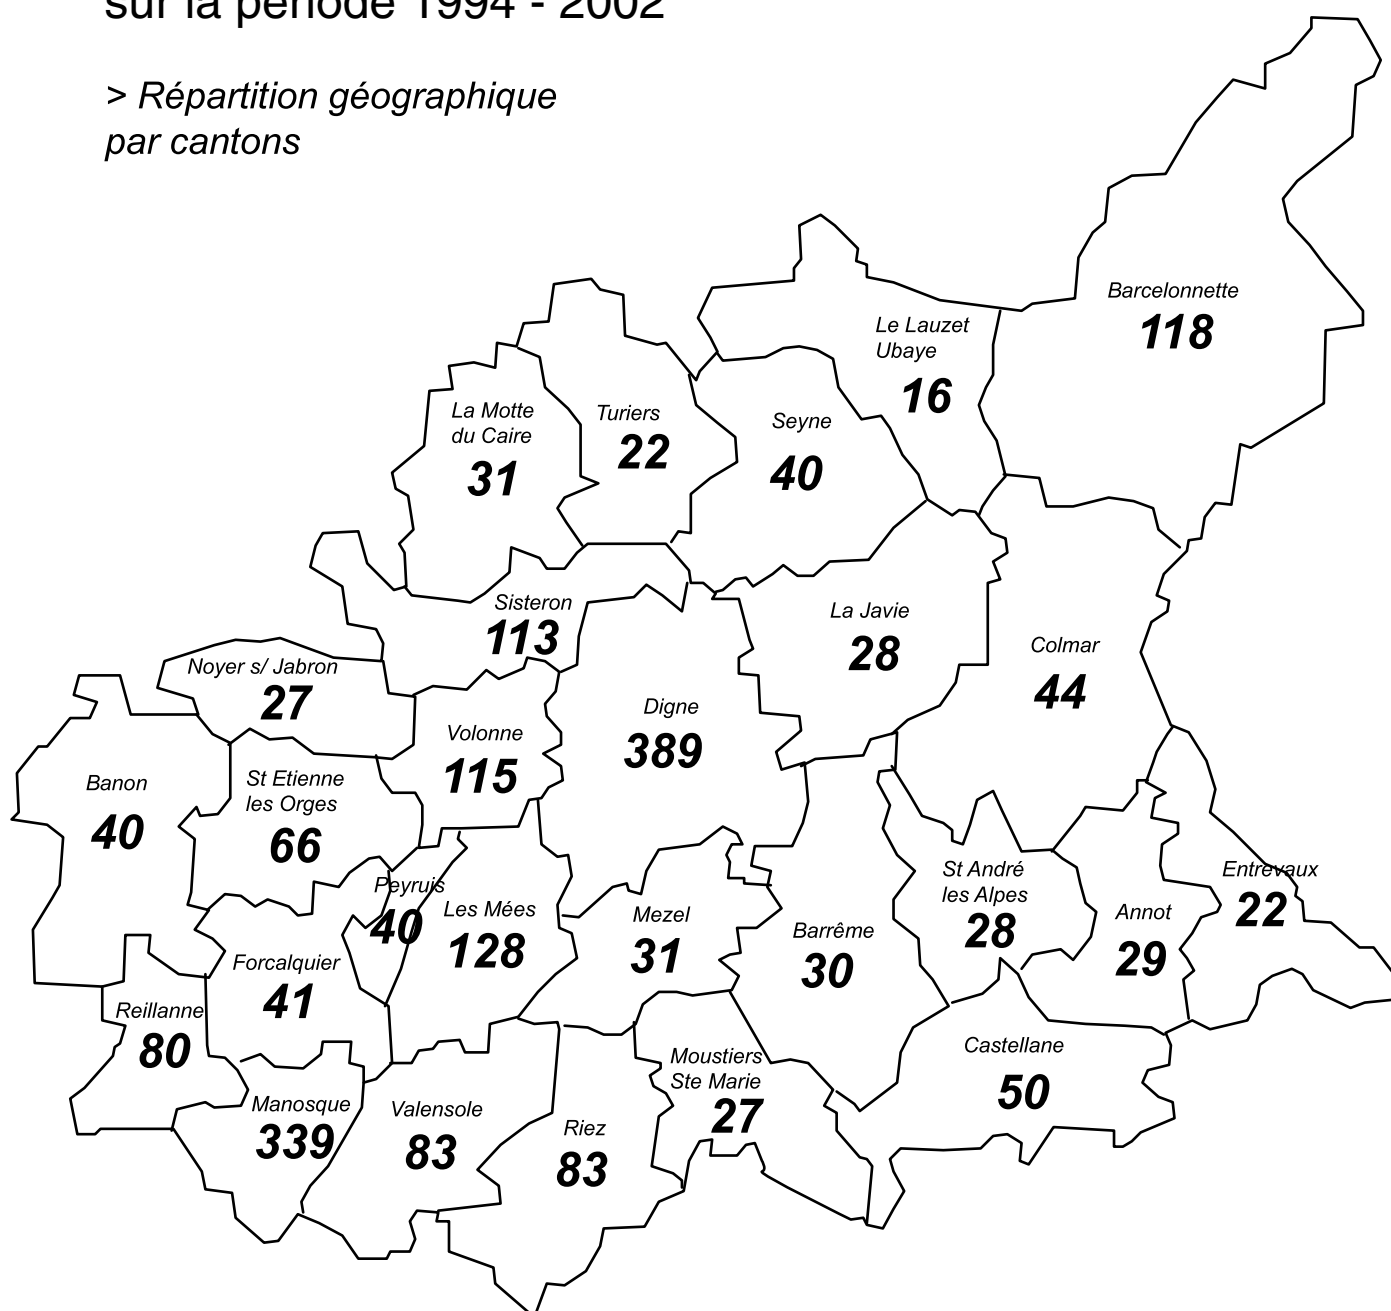 sur la période 1994 - 2002
> Répartition géographique
par cantons
Barcelonnette
118
Le Lauzet
Ubaye
16
La Motte
du Caire
31
Turiers
22
Seyne
40
Sisteron
113
La Javie
28
Colmar
44
Noyer s/ Jabron
27
Digne
389
Volonne
115
Banon
40
St Etienne
les Orges
66
Peyruis
40
Les Mées
128
Mezel
31
Barrême
30
St André
les Alpes
28
Annot
29
Entrevaux
22
Forcalquier
41
Reillanne
80
Manosque
339
Valensole
83
Riez
83
Moustiers
Ste Marie
27
Castellane
50